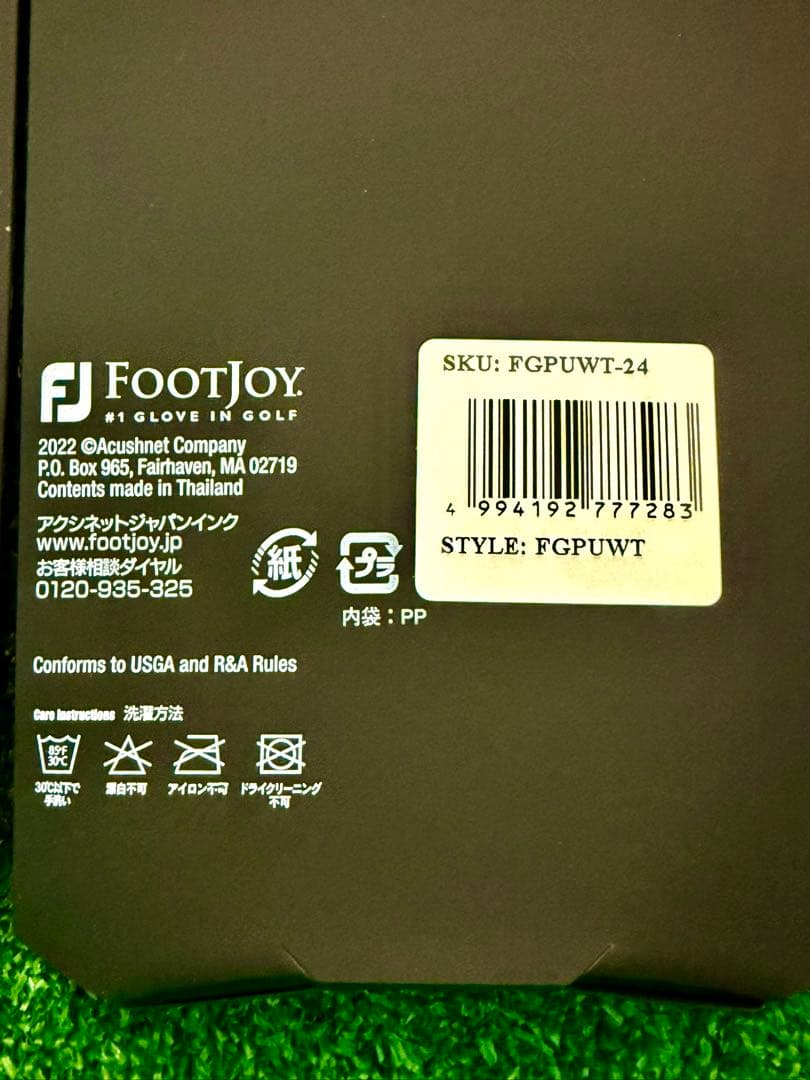 FJ FOOTJOY
#1 GLOVE IN GOLF
2022 ©Acushnet Company
P.O. Box 965, Fairhaven, MA 02719
Contents made in Thailand
アクシネットジャパンインク
www.footjoy.jp
お客様相談ダイヤル
0120-935-325
紙
プラ
内袋：PP
SKU: FGPUWT-24
4 994192 777283
STYLE: FGPUWT
Conforms to USGA and R&A Rules
Care Instructions 洗濯方法
85°F
30°C
30℃以下で
手洗い
漂白不可
アイロン不可
ドライクリーニング
不可